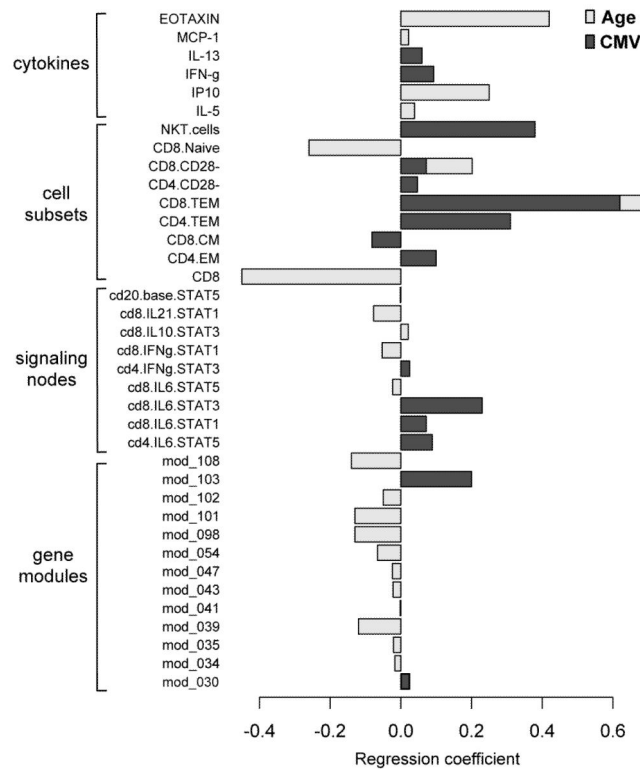 Age
CMV
cytokines
EOTAXIN
MCP-1
IL-13
IFN-g
IP10
IL-5
cell
subsets
NKT.cells
CD8.Naive
CD8.CD28-
CD4.CD28-
CD8.TEM
CD4.TEM
CD8.CM
CD4.EM
CD8
signaling
nodes
cd20.base.STAT5
cd8.IL21.STAT1
cd8.IL10.STAT3
cd8.IFNg.STAT1
cd4.IFNg.STAT3
cd8.IL6.STAT5
cd8.IL6.STAT3
cd8.IL6.STAT1
cd4.IL6.STAT5
gene
modules
mod_108
mod_103
mod_102
mod_101
mod_098
mod_054
mod_047
mod_043
mod_041
mod_039
mod_035
mod_034
mod_030
-0.4 -0.2 0.0 0.2 0.4 0.6
Regression coefficient